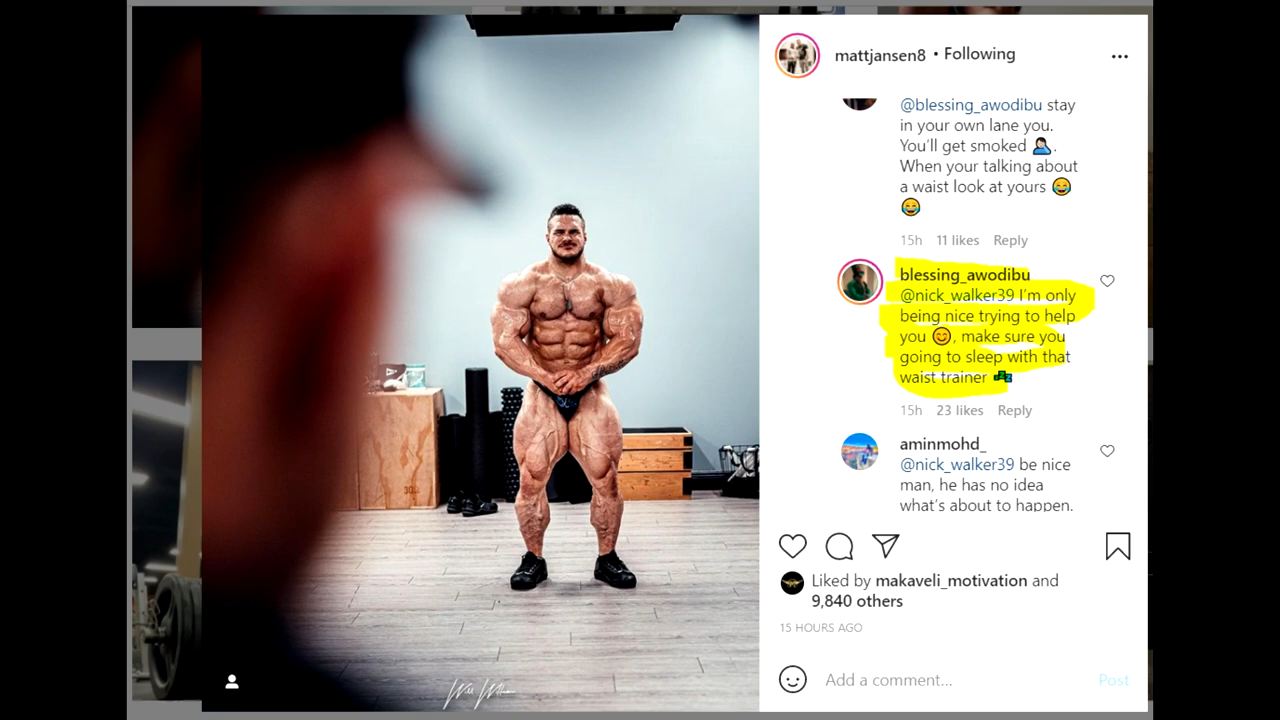 mattjansen8 • Following
@blessing_awodibu stay
in your own lane you.
You'll get smoked 🤦🏻‍♂️.
When your talking about
a waist look at yours 😂
😂
15h 11 likes Reply
blessing_awodibu
@nick_walker39 I'm only
being nice trying to help
you 😊, make sure you
going to sleep with that
waist trainer 💤
15h 23 likes Reply
aminmohd_
@nick_walker39 be nice
man, he has no idea
what's about to happen.
Liked by makaveli_motivation and
9,840 others
15 HOURS AGO
Add a comment... Post